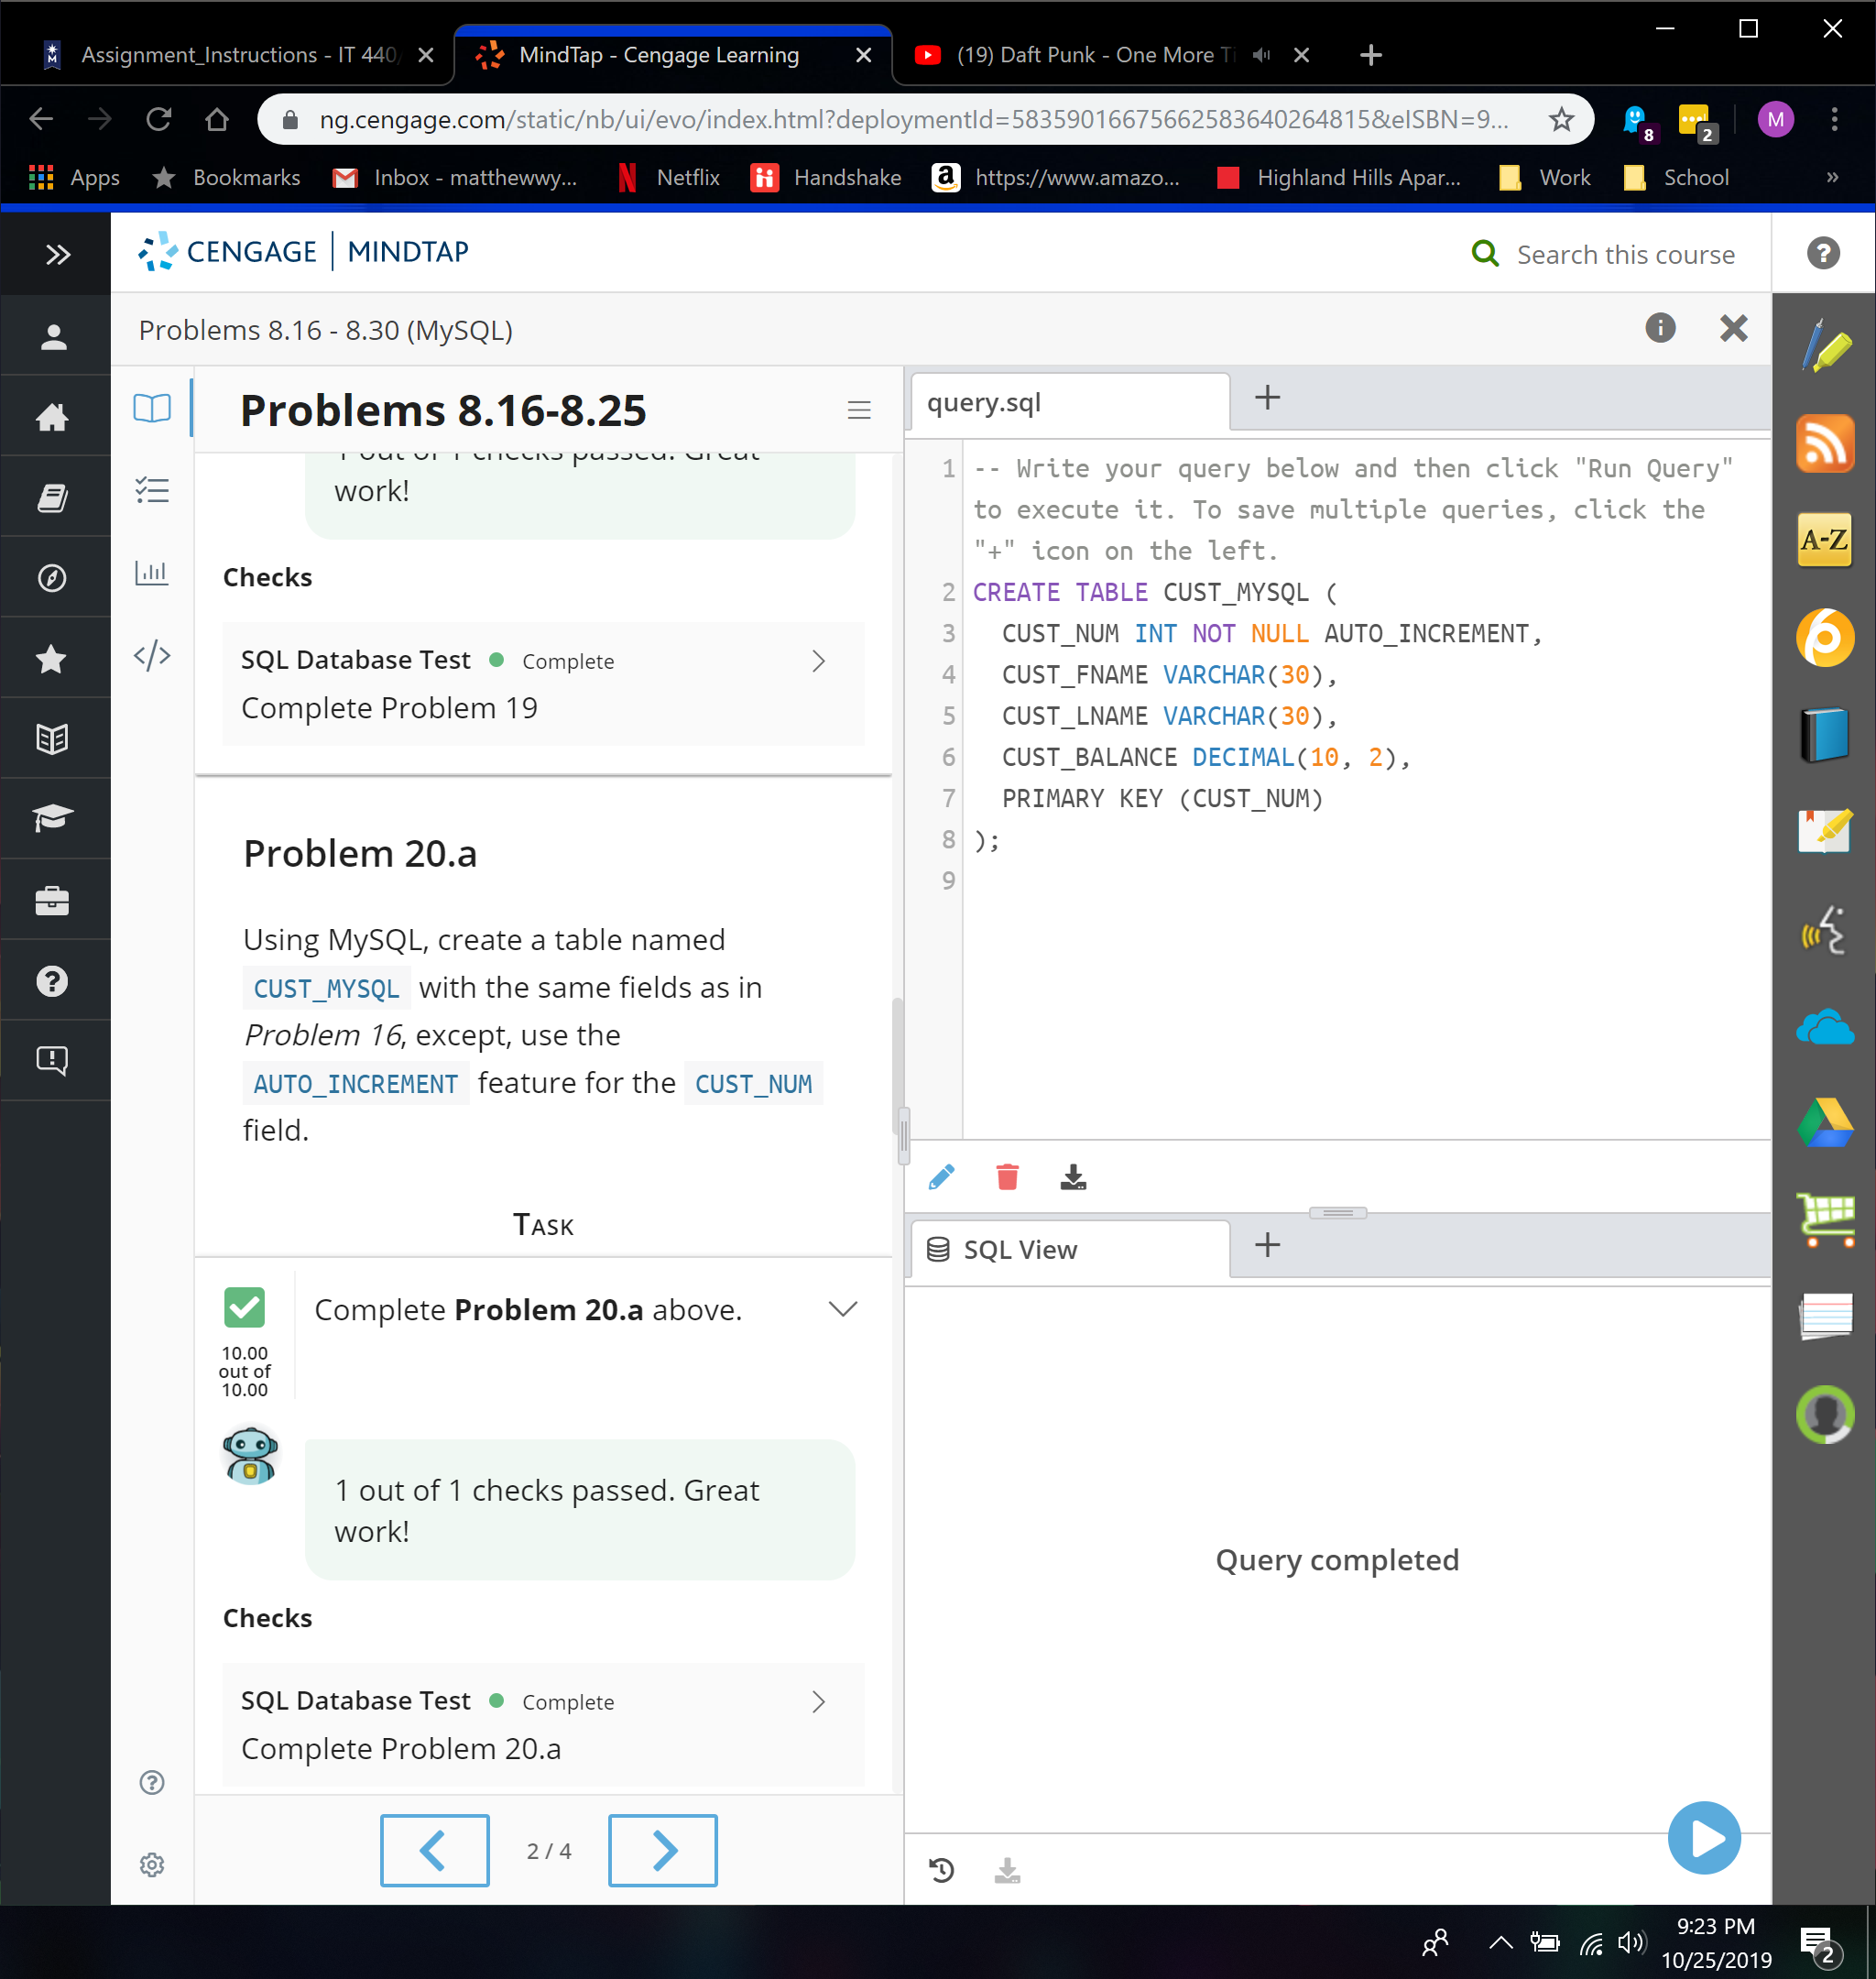 Assignment_Instructions - IT 440
MindTap - Cengage Learning
(19) Daft Punk - One More Ti
ng.cengage.com/static/nb/ui/evo/index.html?deploymentId=58359016675662583640264815&eISBN=9...
8
2
M
Apps
Bookmarks
Inbox - matthewwy...
Netflix
Handshake
https://www.amazo...
Highland Hills Apar...
Work
School
»
CENGAGE | MINDTAP
Search this course
Problems 8.16 - 8.30 (MySQL)
Problems 8.16-8.25
1 out of 1 checks passed. Great
work!
Checks
SQL Database Test Complete
Complete Problem 19
Problem 20.a
Using MySQL, create a table named
CUST_MYSQL with the same fields as in
Problem 16, except, use the
AUTO_INCREMENT feature for the CUST_NUM
field.
TASK
Complete Problem 20.a above.
10.00
out of
10.00
1 out of 1 checks passed. Great
work!
Checks
SQL Database Test Complete
Complete Problem 20.a
2 / 4
query.sql
1 -- Write your query below and then click "Run Query"
to execute it. To save multiple queries, click the
"+" icon on the left.
2 CREATE TABLE CUST_MYSQL (
3 CUST_NUM INT NOT NULL AUTO_INCREMENT,
4 CUST_FNAME VARCHAR(30),
5 CUST_LNAME VARCHAR(30),
6 CUST_BALANCE DECIMAL(10, 2),
7 PRIMARY KEY (CUST_NUM)
8 );
9
SQL View
Query completed
A-Z
9:23 PM
10/25/2019
2